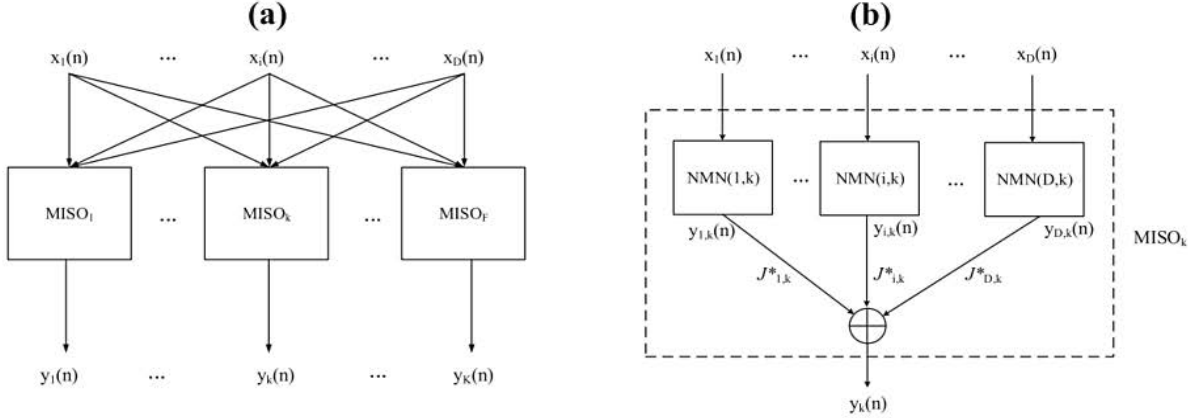 (a)
x1(n) ... xi(n) ... xD(n)
MISO1 ... MISOk ... MISOF
y1(n) ... yk(n) ... yK(n)
(b)
x1(n) ... xi(n) ... xD(n)
NMN(1,k) ... NMN(i,k) ... NMN(D,k)
y1,k(n) yi,k(n) yD,k(n)
MISOk
J*1,k J*i,k J*D,k
yk(n)